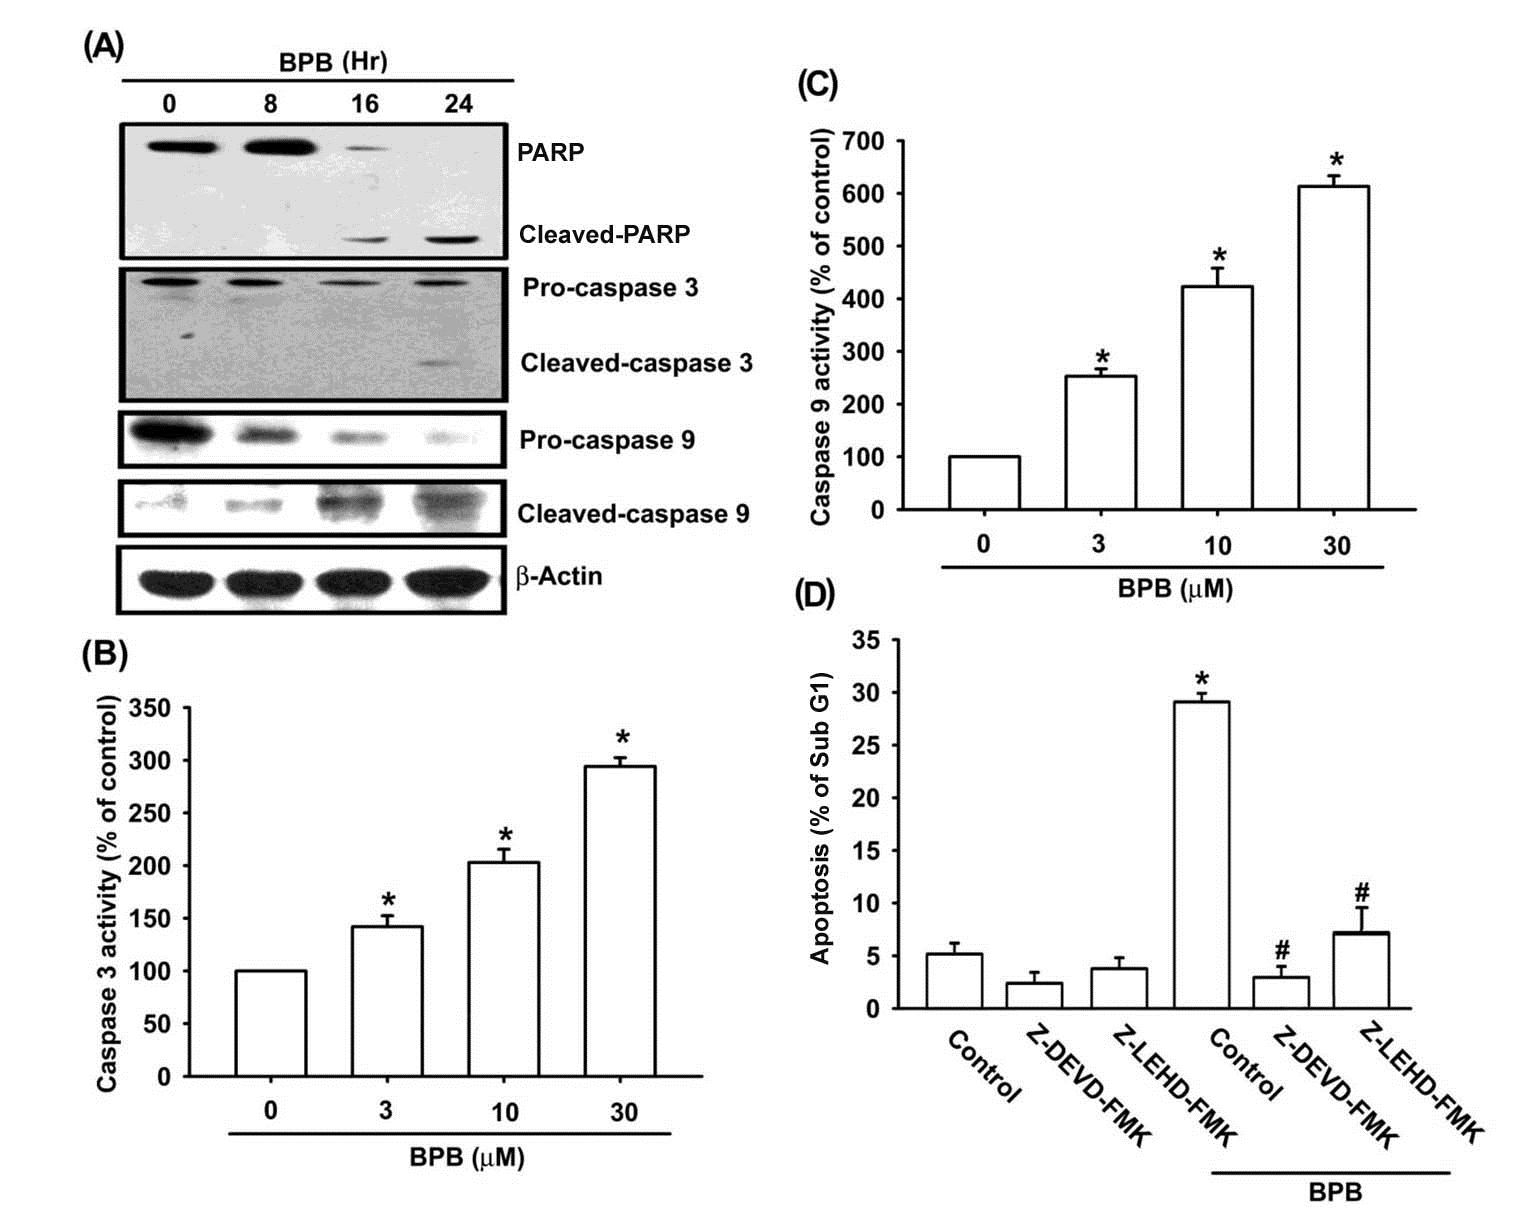 (A)
BPB (Hr)
0 8 16 24
PARP
Cleaved-PARP
Pro-caspase 3
Cleaved-caspase 3
Pro-caspase 9
Cleaved-caspase 9
β-Actin
(B)
Caspase 3 activity (% of control)
350
300
250
200
150
100
50
0
* * *
0 3 10 30
BPB (μM)
(C)
Caspase 9 activity (% of control)
700
600
500
400
300
200
100
0
* * *
0 3 10 30
BPB (μM)
(D)
Apoptosis (% of Sub G1)
35
30
25
20
15
10
5
0
* # #
Control Z-DEVD-FMK Z-LEHD-FMK Control Z-DEVD-FMK Z-LEHD-FMK
BPB